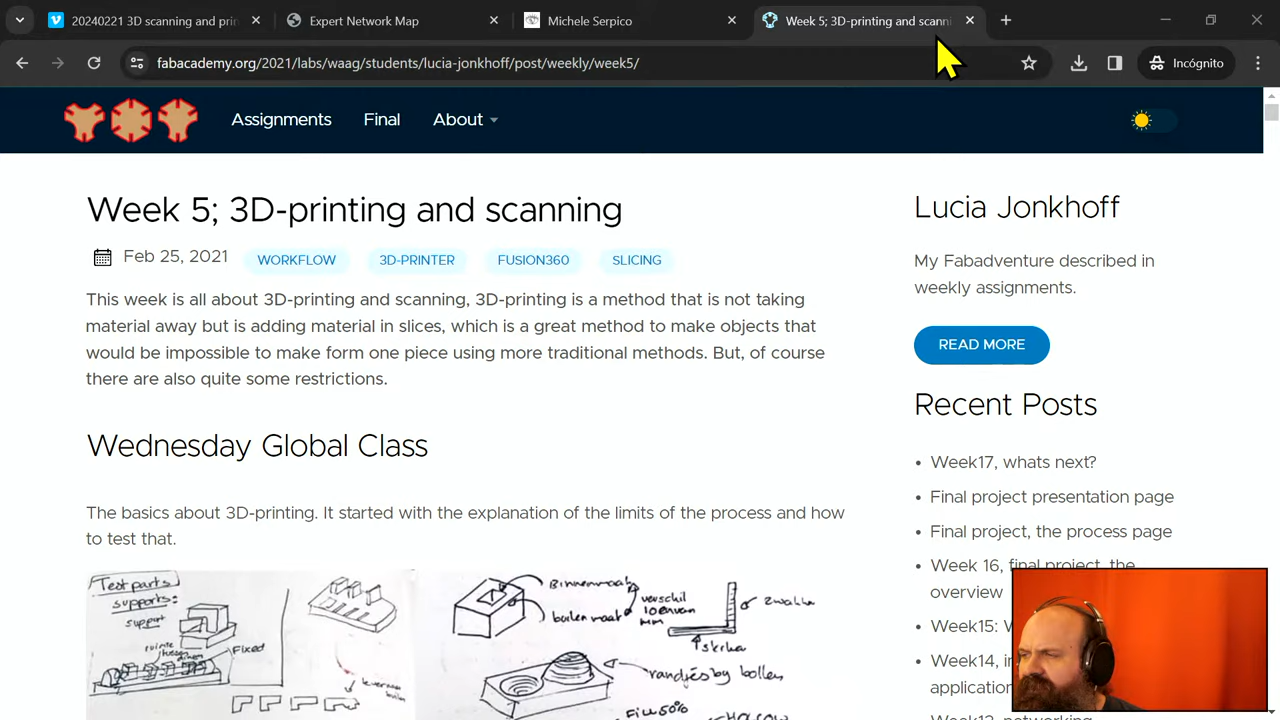 20240221 3D scanning and prin
Expert Network Map
Michele Serpico
Week 5; 3D-printing and scanni
fabacademy.org/2021/labs/waag/students/lucia-jonkhoff/post/weekly/week5/
Incógnito
Assignments
Final
About
Week 5; 3D-printing and scanning
Feb 25, 2021
WORKFLOW
3D-PRINTER
FUSION360
SLICING
This week is all about 3D-printing and scanning, 3D-printing is a method that is not taking
material away but is adding material in slices, which is a great method to make objects that
would be impossible to make form one piece using more traditional methods. But, of course
there are also quite some restrictions.
Wednesday Global Class
The basics about 3D-printing. It started with the explanation of the limits of the process and how
to test that.
Test parts
supports:
support
Fixed
Binnenmaat
buitenmaat
verschil
mm
zwakke
sterke
randjes by bollen
Fill 50%
Lucia Jonkhoff
My Fabadventure described in
weekly assignments.
READ MORE
Recent Posts
Week17, whats next?
Final project presentation page
Final project, the process page
Week 16, final project, the
overview
Week15: W
Week14, in
application